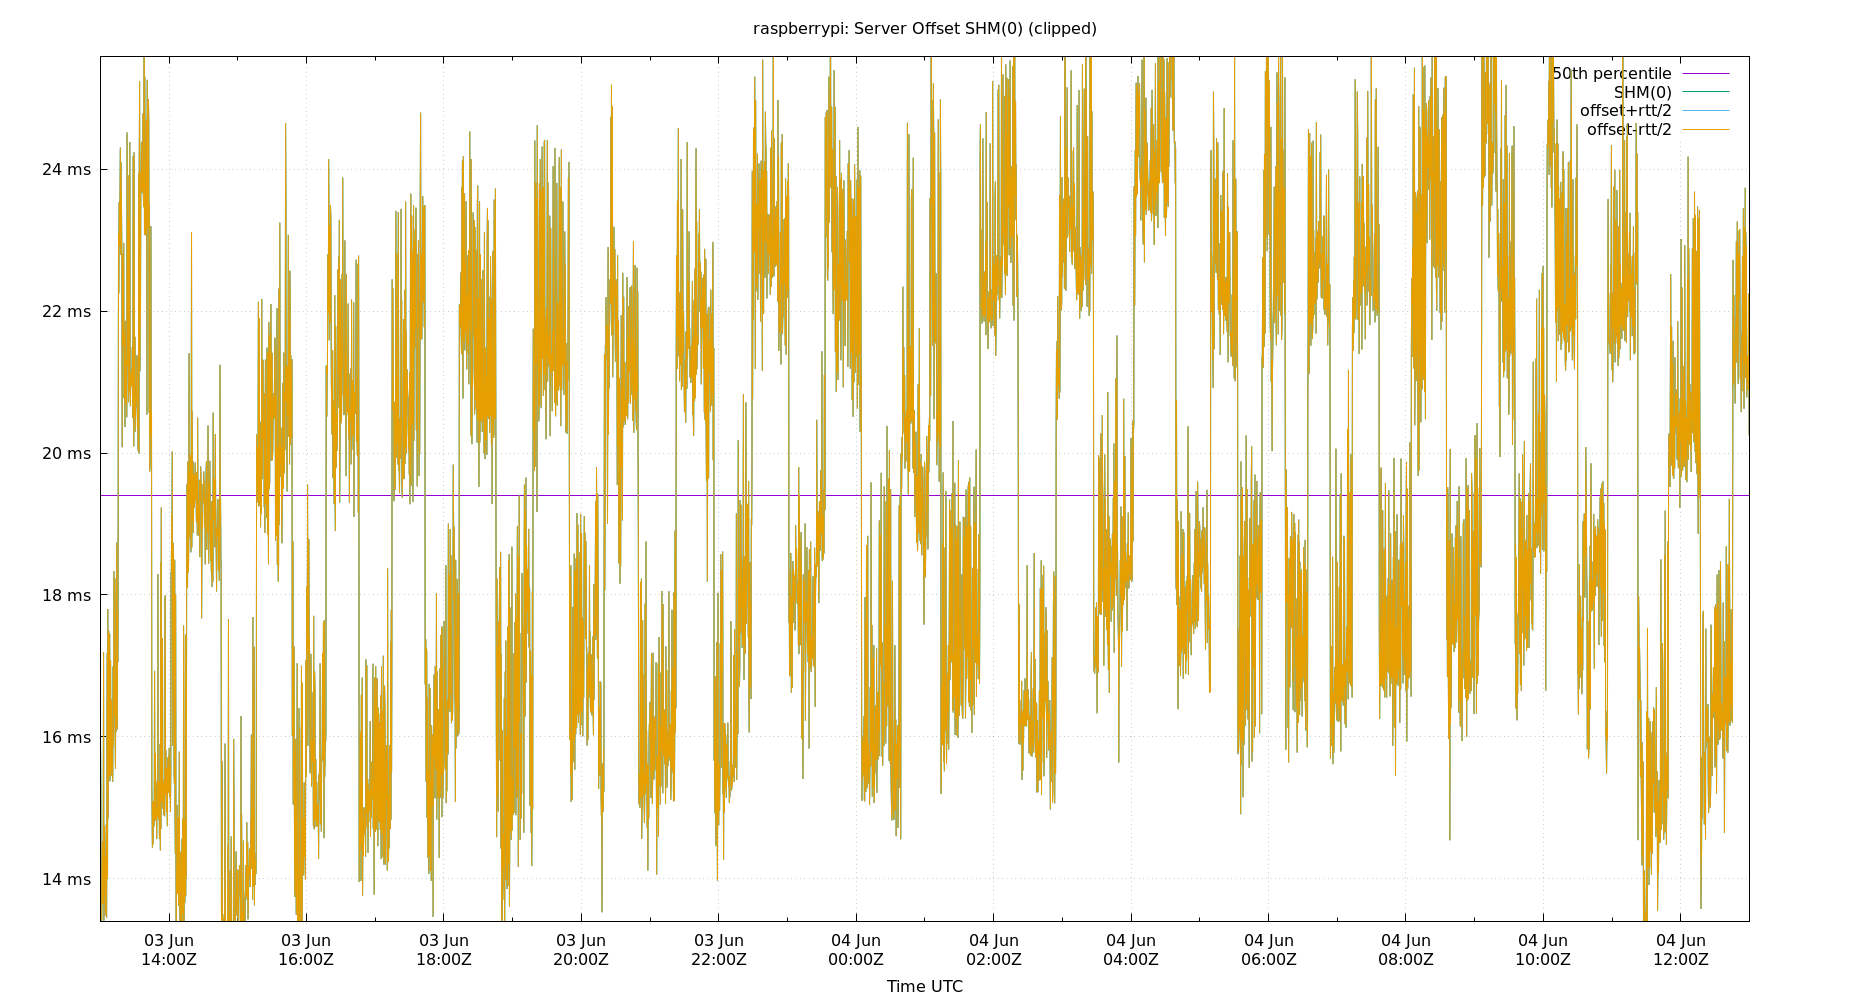 raspberrypi: Server Offset SHM(0) (clipped)
50th percentile
SHM(0)
offset+rtt/2
offset-rtt/2
24 ms
22 ms
20 ms
18 ms
16 ms
14 ms
03 Jun 03 Jun 03 Jun 03 Jun 03 Jun 04 Jun 04 Jun 04 Jun 04 Jun 04 Jun 04 Jun 04 Jun
14:00Z 16:00Z 18:00Z 20:00Z 22:00Z 00:00Z 02:00Z 04:00Z 06:00Z 08:00Z 10:00Z 12:00Z
Time UTC